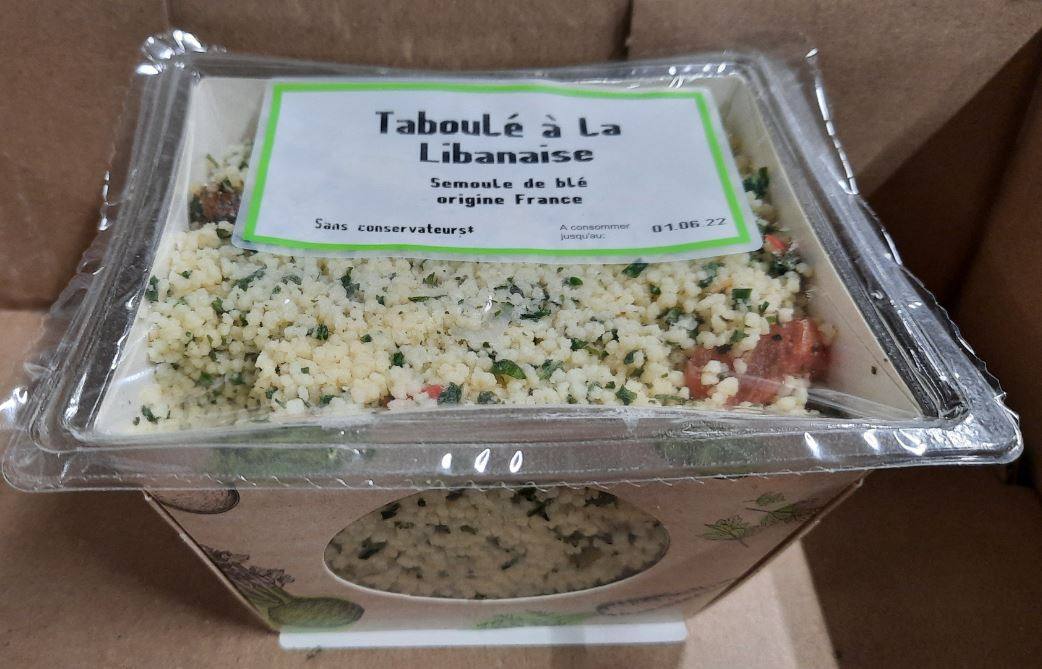 Taboulé à La
Libanaise
Semoule de blé
origine France
Sans conservateurs*
A consommer
jusqu'au:
01.06.22